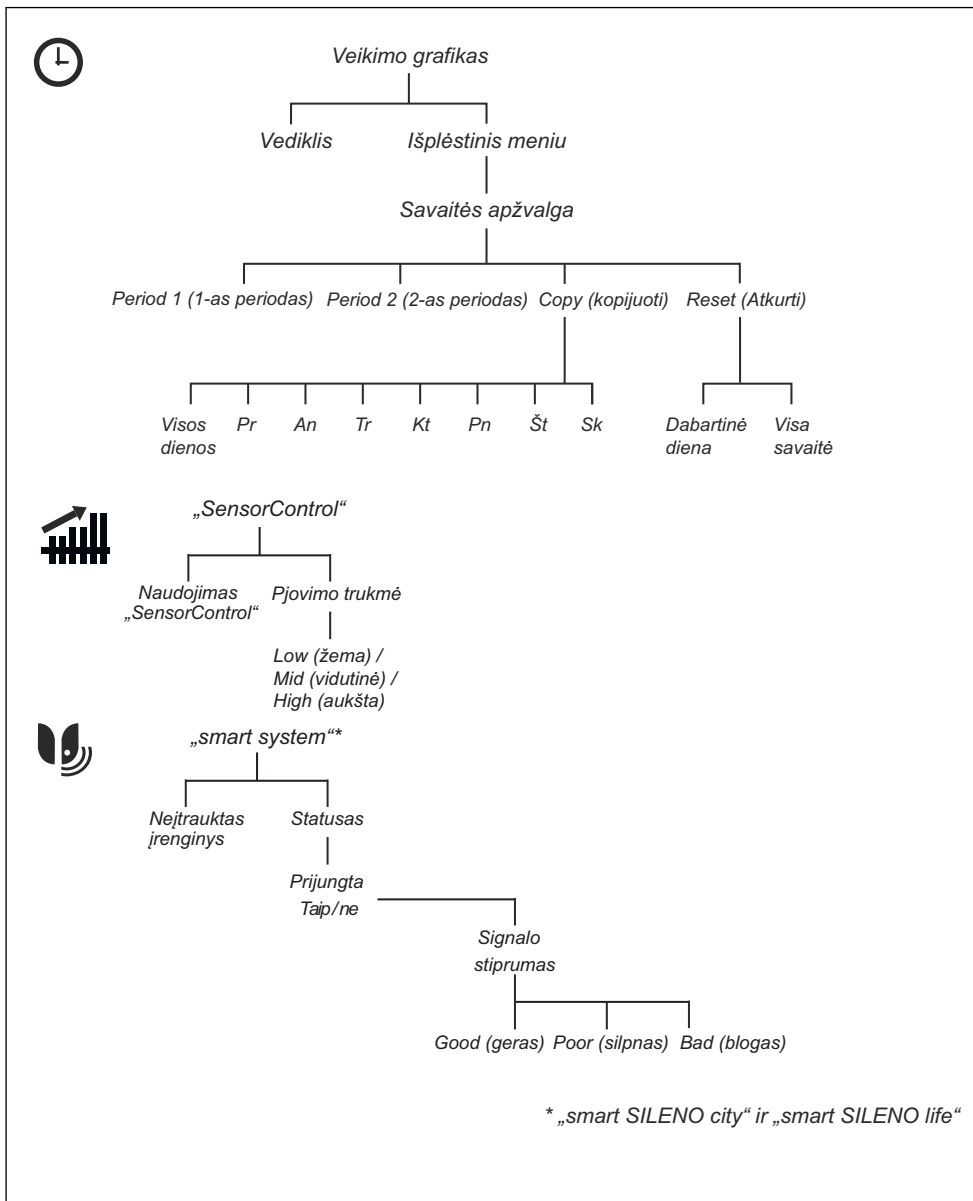 Veikimo grafikas
Vediklis
Išplėstinis meniu
Savaitės apžvalga
Period 1 (1-as periodas)
Period 2 (2-as periodas)
Copy (kopijuoti)
Reset (Atkurti)
Visos
dienos
Pr
An
Tr
Kt
Pn
Št
Sk
Dabartinė
diena
Visa
savaitė
„SensorControl“
Naudojimas
„SensorControl“
Pjovimo trukmė
Low (žema) /
Mid (vidutinė) /
High (aukšta)
„smart system“*
Neįtrauktas
įrenginys
Statusas
Prijungta
Taip/ne
Signalo
stiprumas
Good (geras)
Poor (silpnas)
Bad (blogas)
* „smart SILENO city“ ir „smart SILENO life“